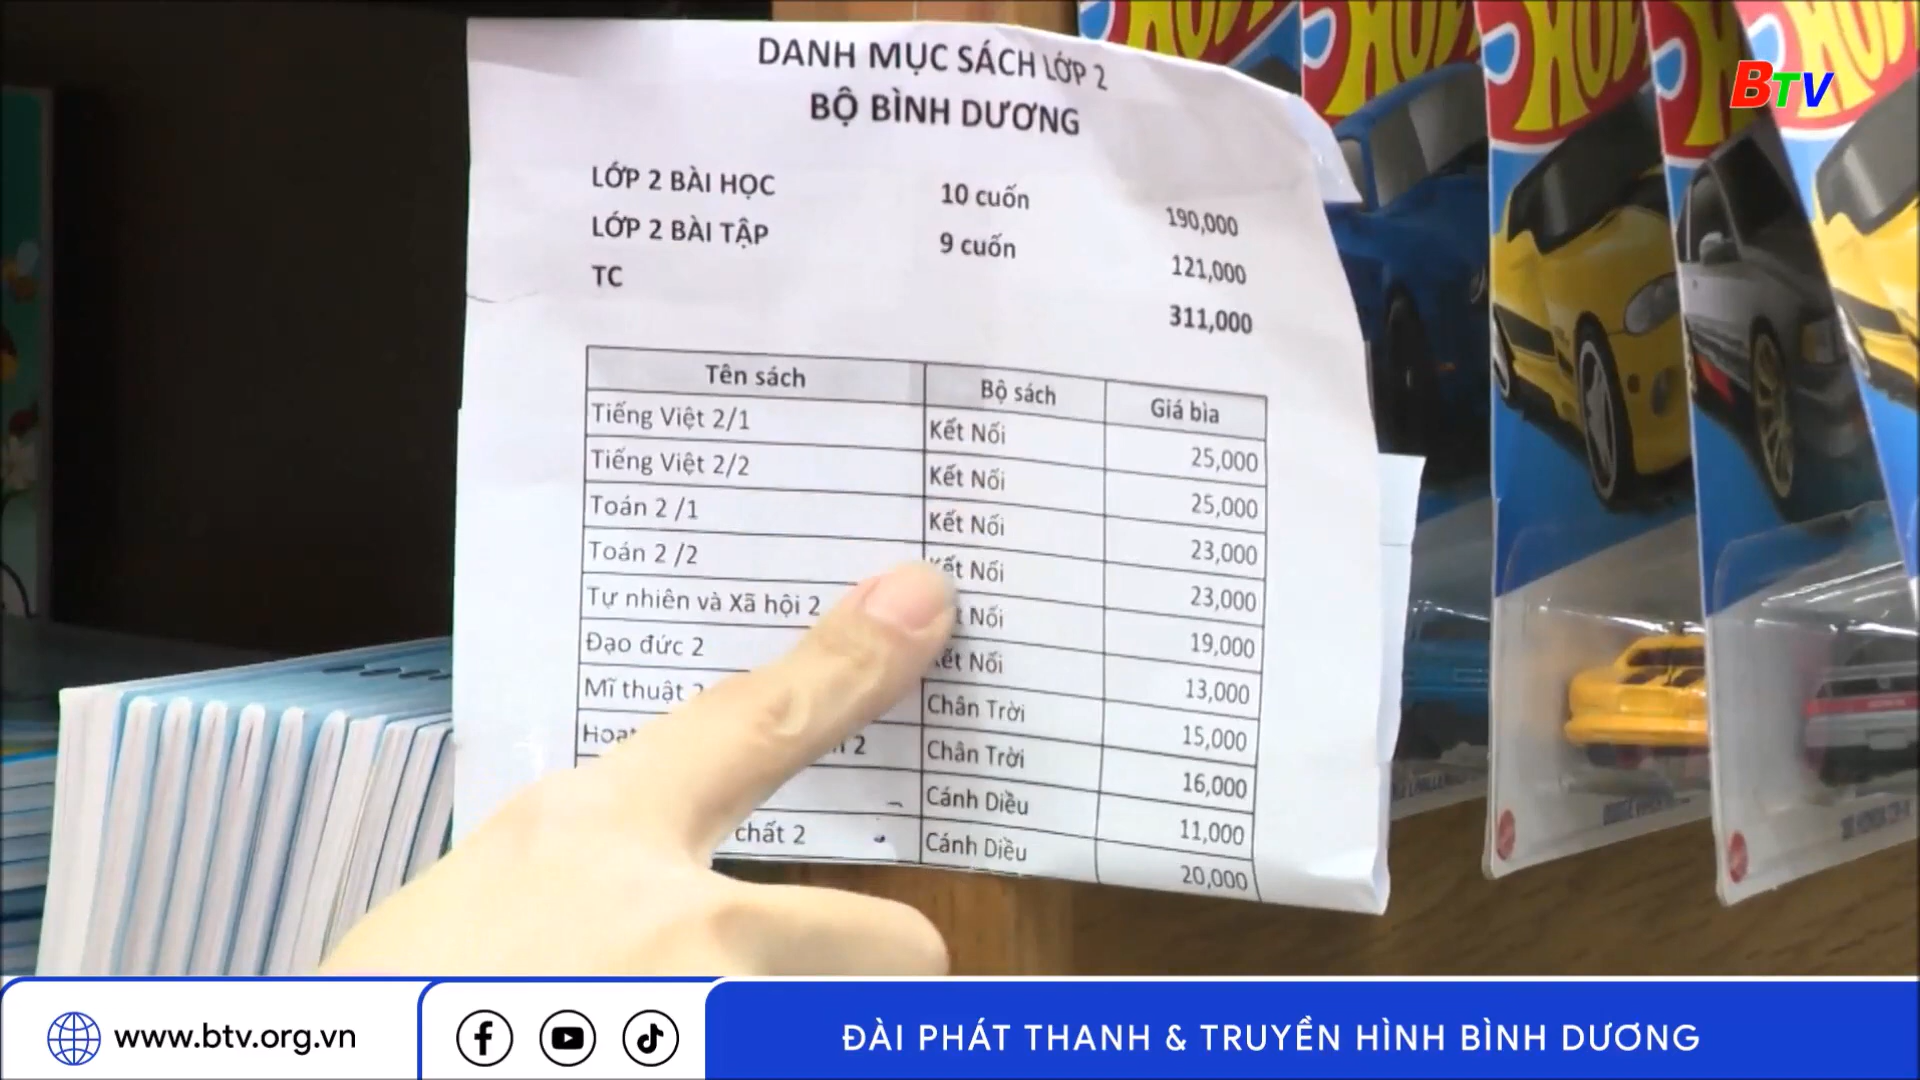 DANH MỤC SÁCH LỚP 2
BỘ BÌNH DƯƠNG
LỚP 2 BÀI HỌC 10 cuốn 190,000
LỚP 2 BÀI TẬP 9 cuốn 121,000
TC 311,000
Tên sách Bộ sách Giá bìa
Tiếng Việt 2/1 Kết Nối 25,000
Tiếng Việt 2/2 Kết Nối 25,000
Toán 2 /1 Kết Nối 23,000
Toán 2 /2 Kết Nối 23,000
Tự nhiên và Xã hội 2 Nối 19,000
Đạo đức 2 Kết Nối 13,000
Mĩ thuật 2 Chân Trời 15,000
2 Chân Trời 16,000
Cánh Diều 11,000
chất 2 Cánh Diều 20,000
BTV
www.btv.org.vn
ĐÀI PHÁT THANH & TRUYỀN HÌNH BÌNH DƯƠNG